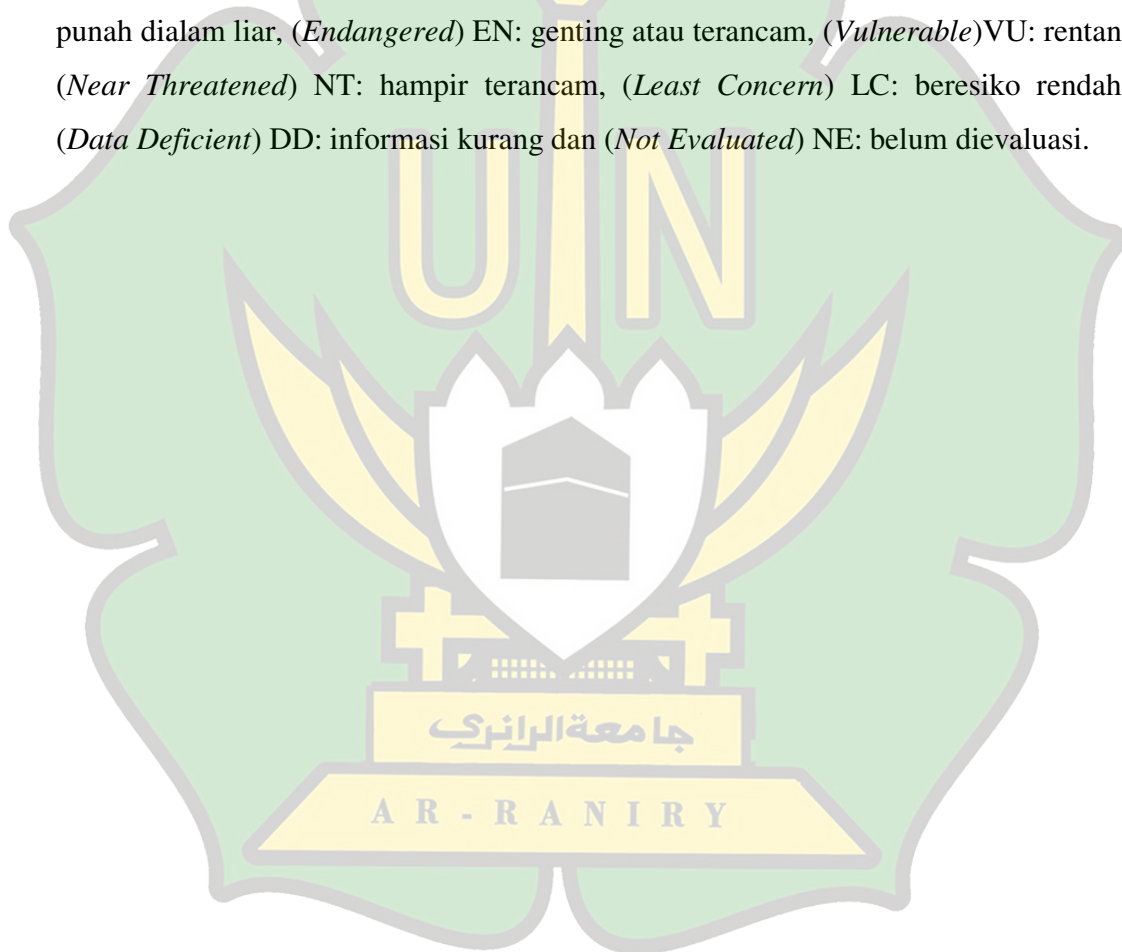 punah dialam liar, (Endangered) EN: genting atau terancam, (Vulnerable)VU: rentan
(Near Threatened) NT: hampir terancam, (Least Concern) LC: beresiko rendah
(Data Deficient) DD: informasi kurang dan (Not Evaluated) NE: belum dievaluasi.
UIN
جامعةالرانري
AR-RANIRY